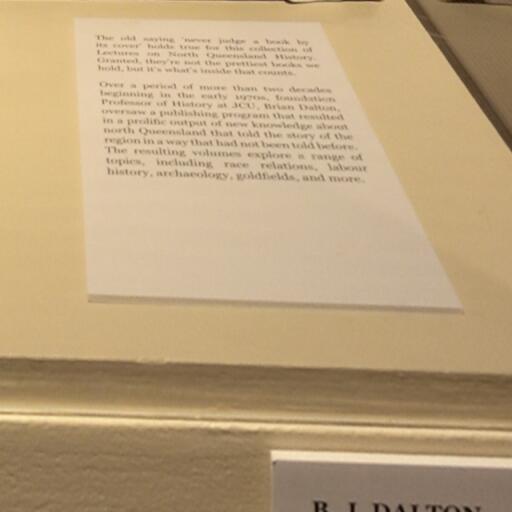 The old saying 'never judge a book by
its cover' holds true for this collection of
Lectures on North Queensland History.
Granted, they're not the prettiest books we
hold, but it's what's inside that counts.
Over a period of more than two decades
beginning in the early 1970s, foundation
Professor of History at JCU, Brian Dalton,
oversaw a publishing program that resulted
in a prolific output of new knowledge about
north Queensland that told the story of the
region in a way that had not been told before.
The resulting volumes explore a range of
topics, including race relations, labour
history, archaeology, goldfields, and more.
B. J. DALTON